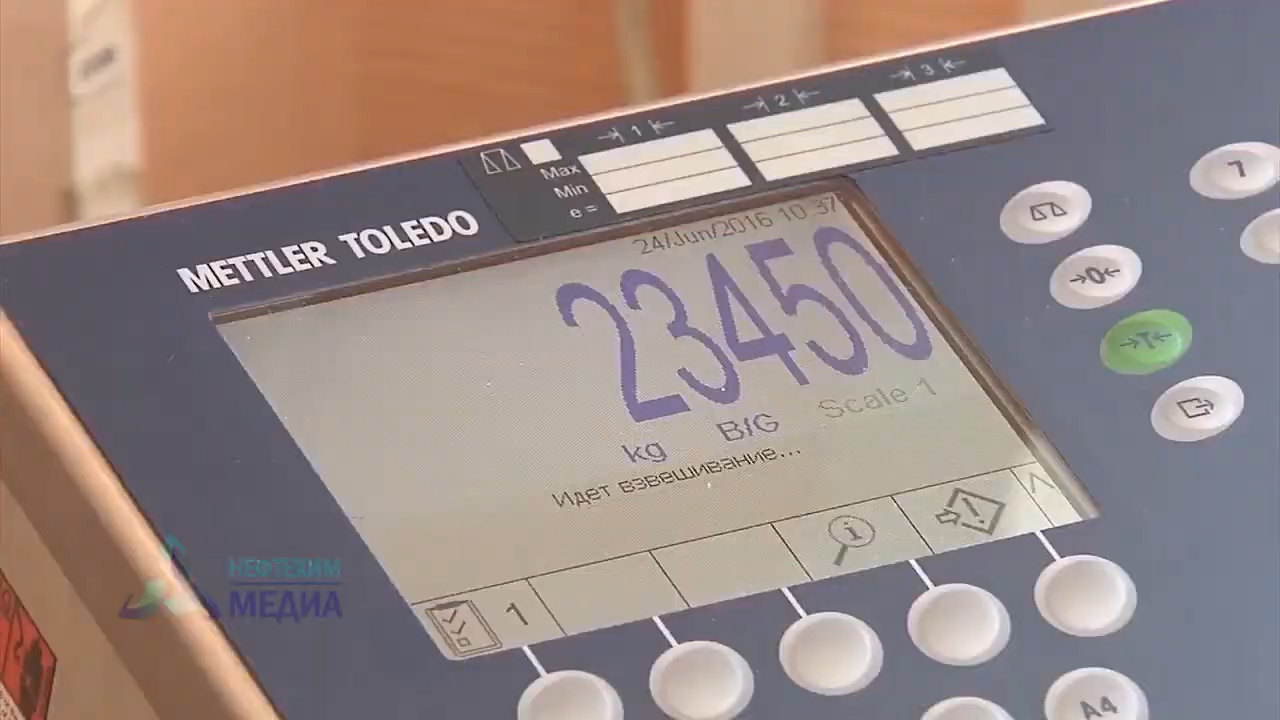 1 2 3
Max
Min
e =
METTLER TOLEDO
24/Jun/2016 10 37
23450
kg B/G Scale 1
Идет взвешивание...
1
7
→0←
→T←
A4
НЕФТЕХИМ
МЕДИА